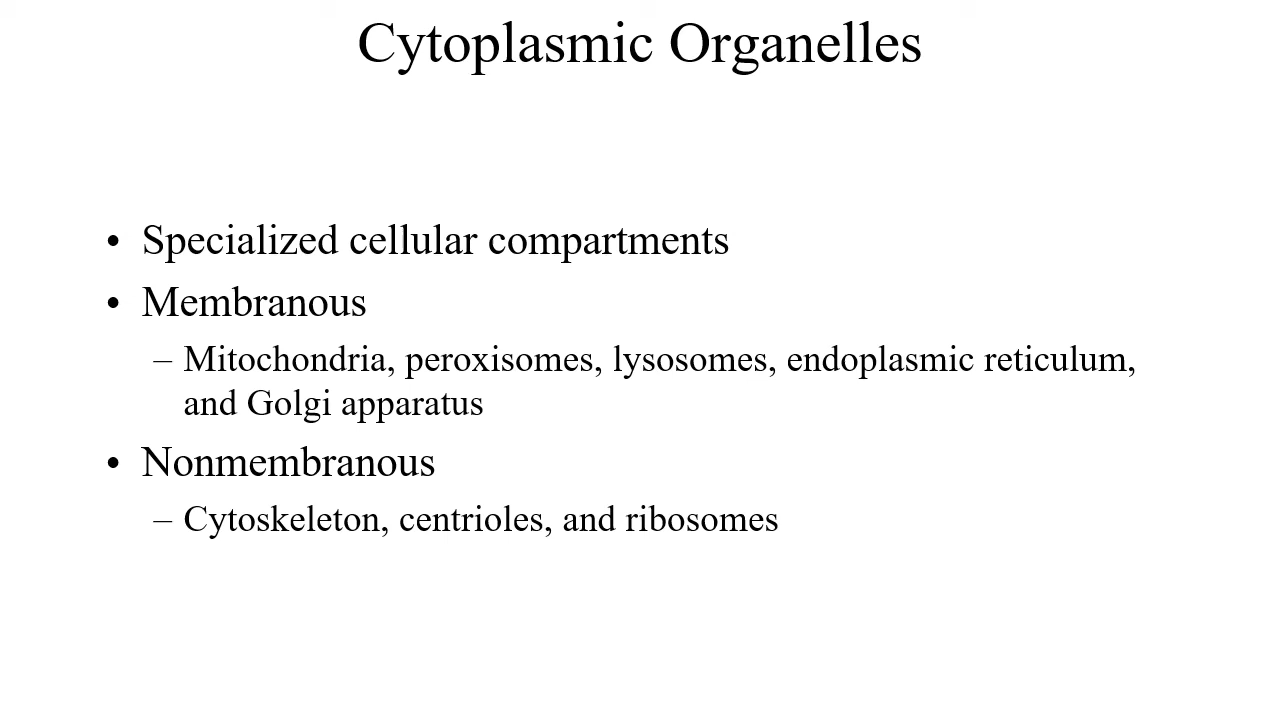 Cytoplasmic Organelles
• Specialized cellular compartments
• Membranous
– Mitochondria, peroxisomes, lysosomes, endoplasmic reticulum,
and Golgi apparatus
• Nonmembranous
– Cytoskeleton, centrioles, and ribosomes